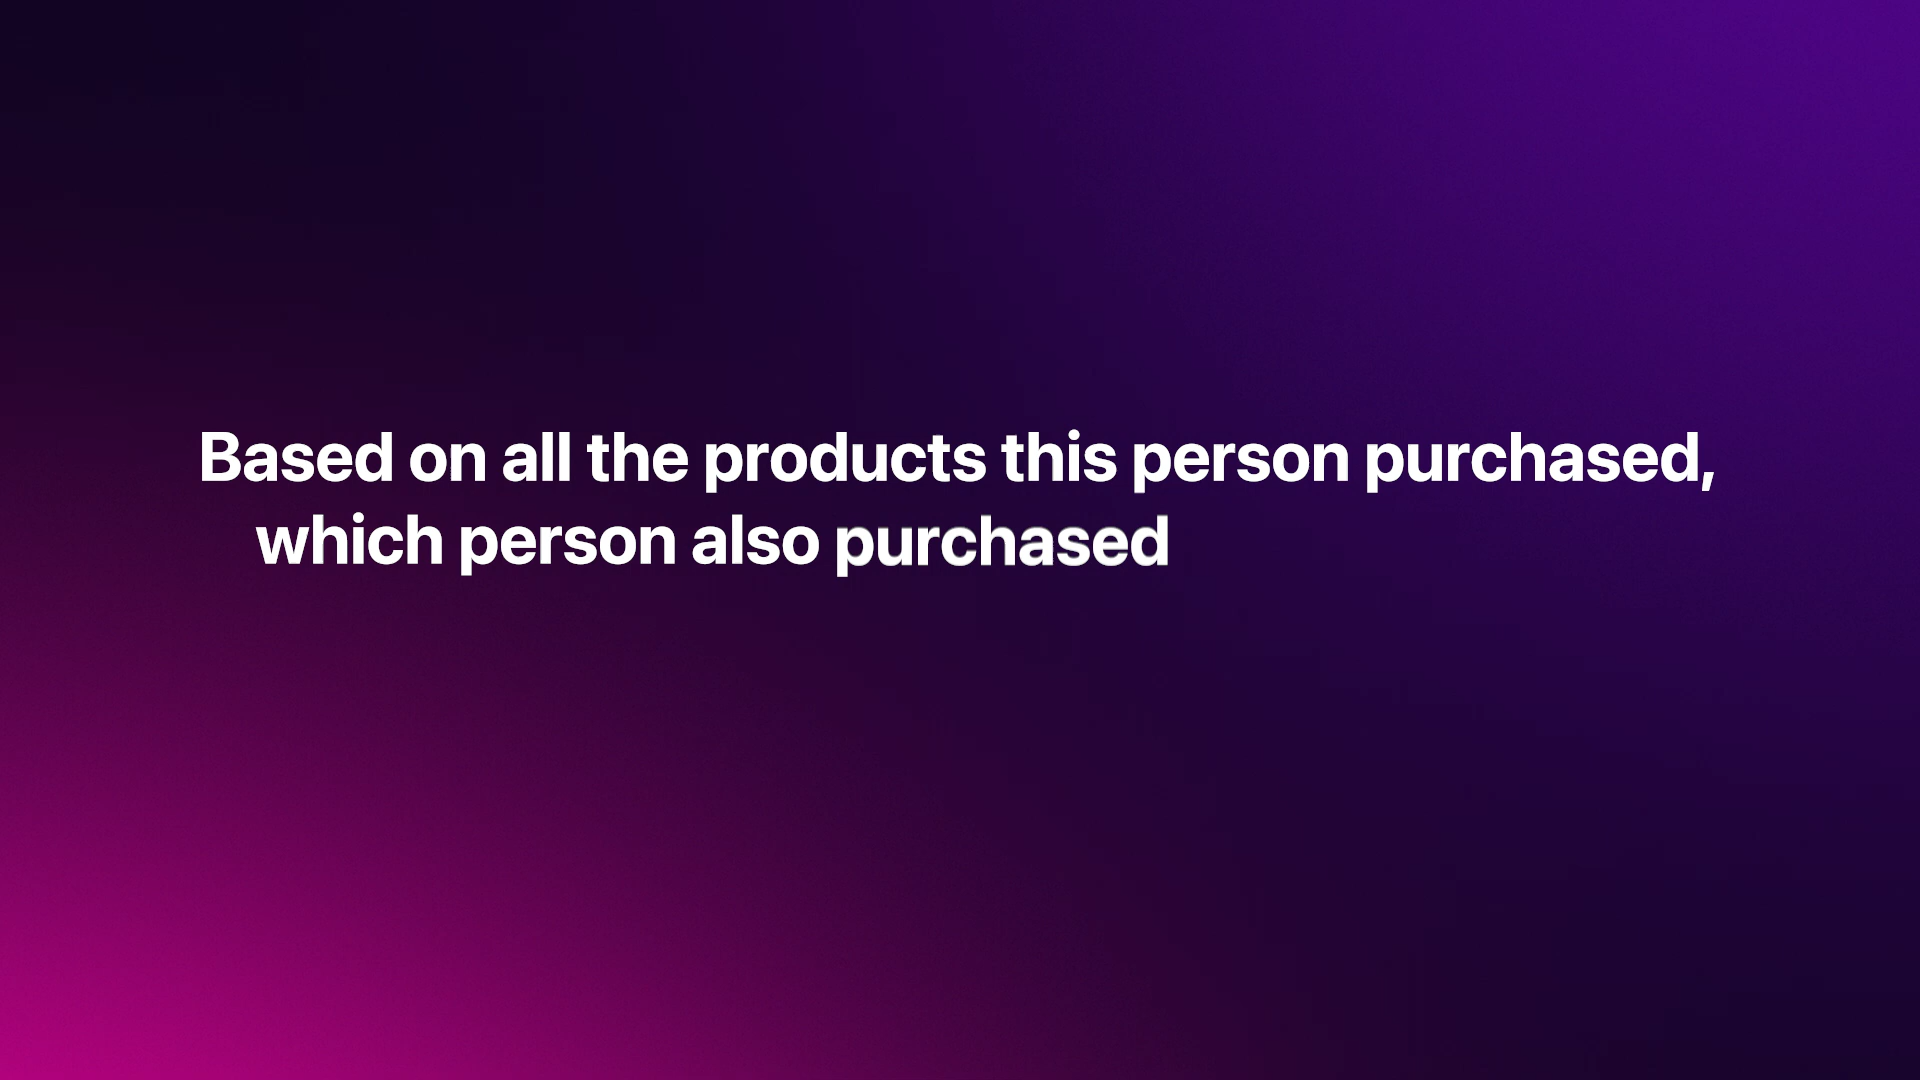 Based on all the products this person purchased,
which person also purchased